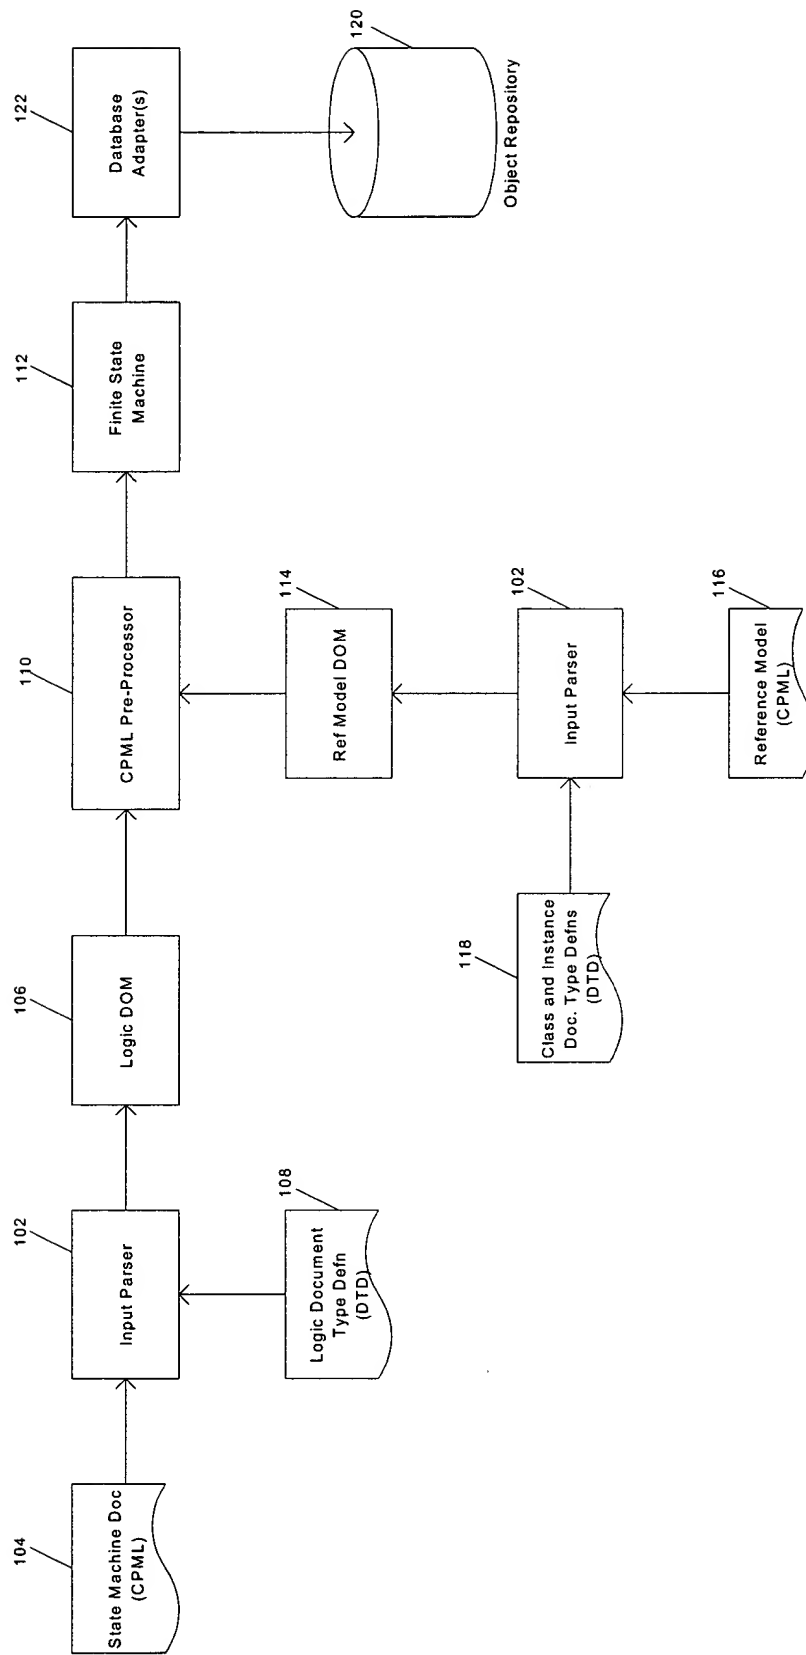 104
State Machine Doc
(CPML)
102
Input Parser
106
Logic DOM
110
CPML Pre-Processor
112
Finite State
Machine
122
Database
Adapter(s)
108
Logic Document
Type Defn
(DTD)
114
Ref Model DOM
120
Object Repository
118
Class and Instance
Doc. Type Defns
(DTD)
102
Input Parser
116
Reference Model
(CPML)